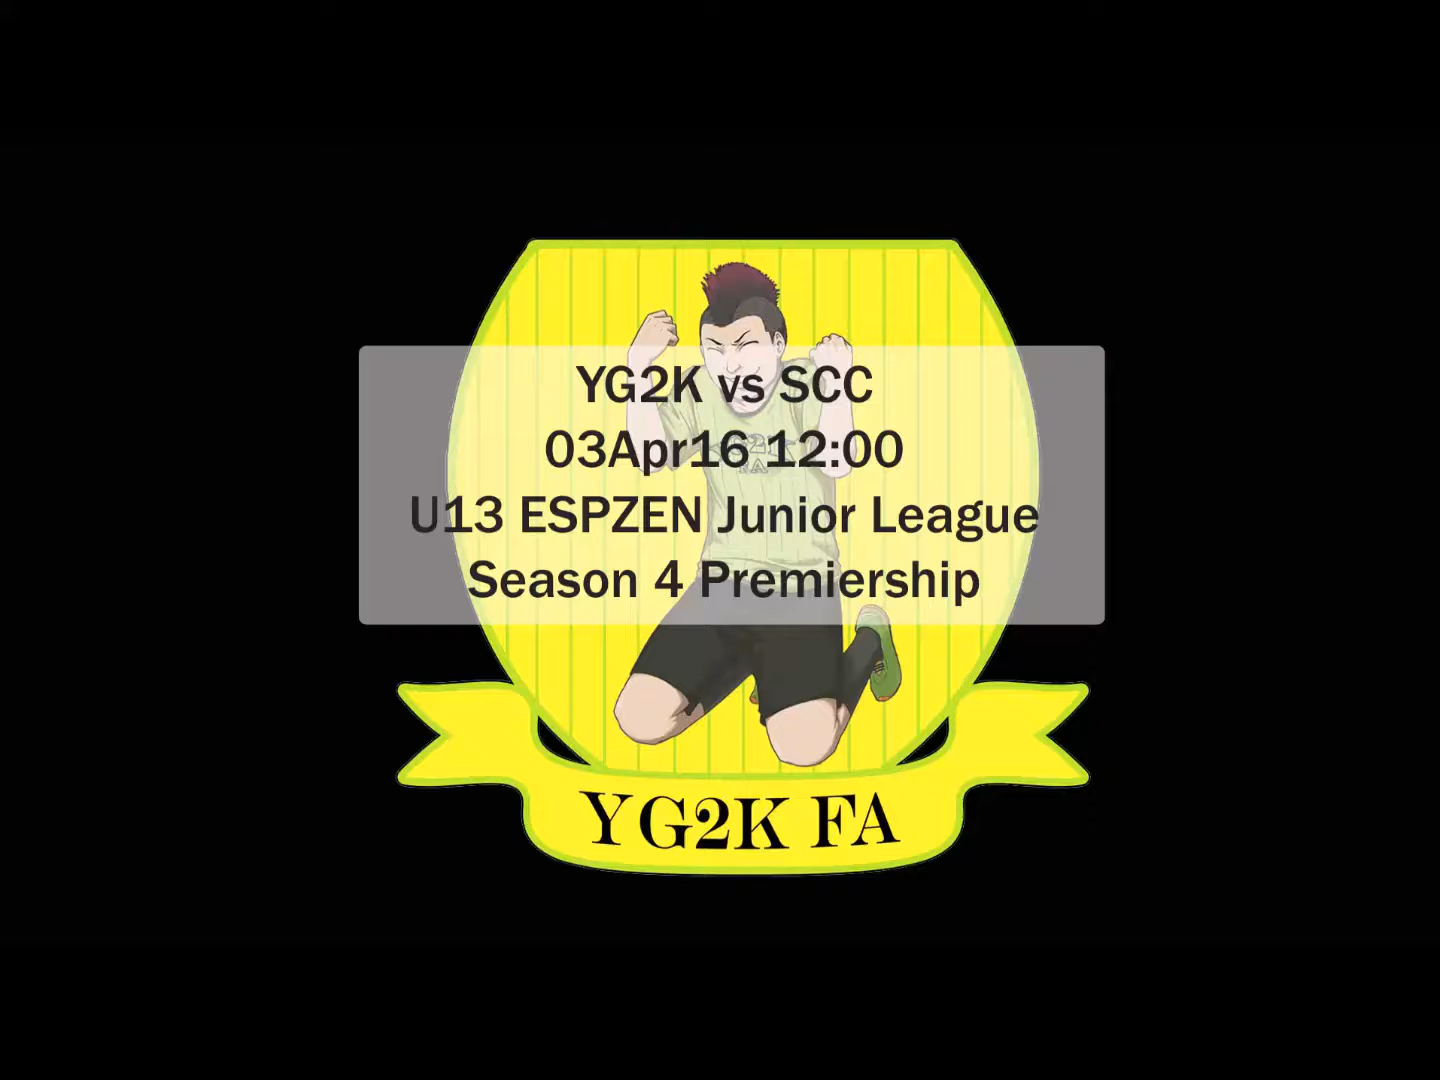 YG2K vs SCC
03Apr16 12:00
U13 ESPZEN Junior League
Season 4 Premiership
YG2K FA